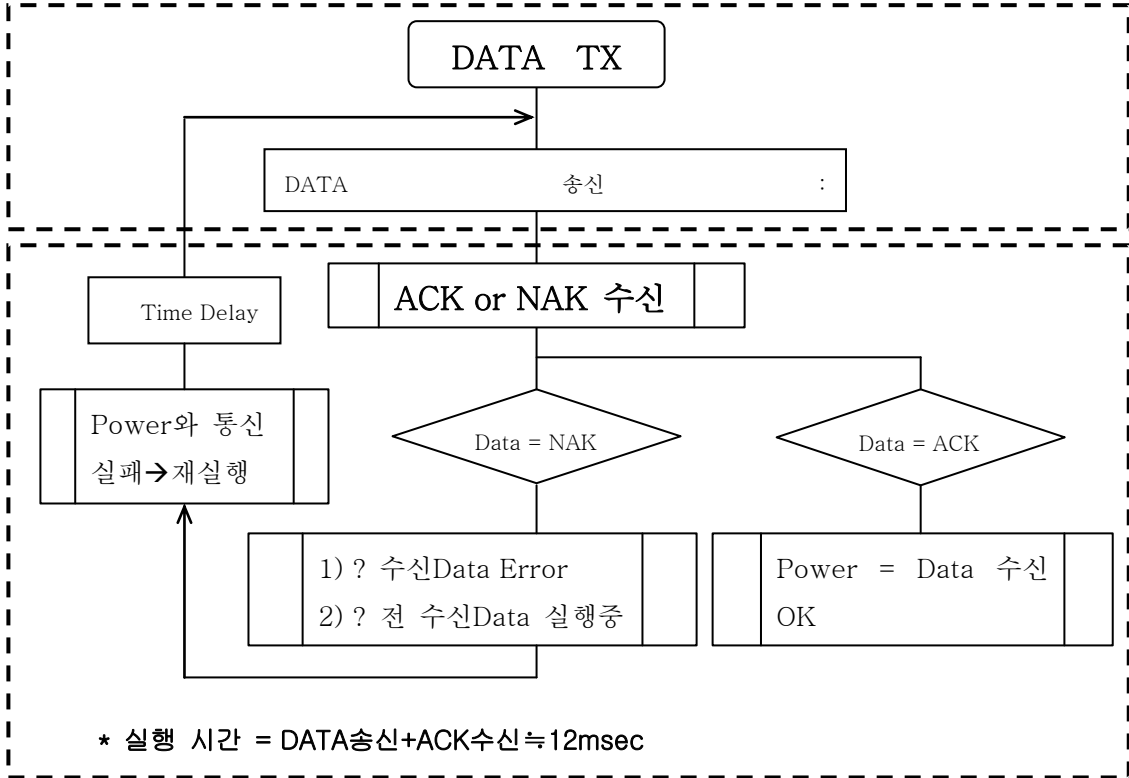 DATA TX
DATA 송신 :
ACK or NAK 수신
Time Delay
Power와 통신
실패→재실행
Data = NAK
Data = ACK
1) ? 수신Data Error
2) ? 전 수신Data 실행중
Power = Data 수신
OK
* 실행 시간 = DATA송신+ACK수신≒12msec